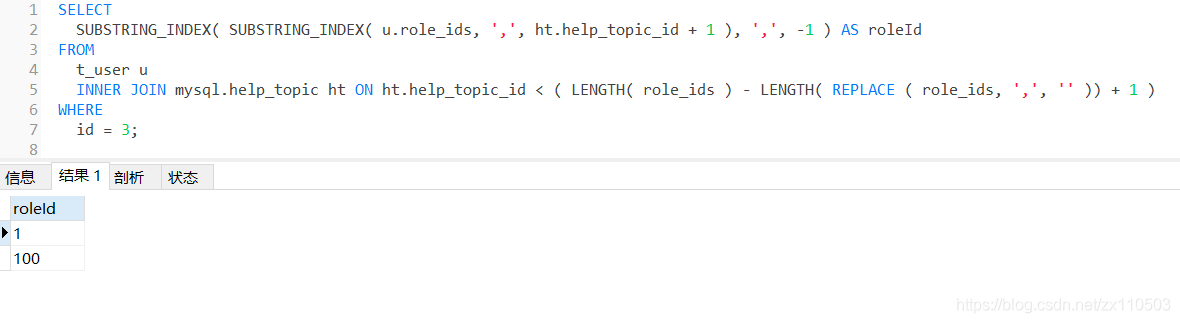 1 SELECT
2 SUBSTRING_INDEX( SUBSTRING_INDEX( u.role_ids, ',', ht.help_topic_id + 1 ), ',', -1 ) AS roleId
3 FROM
4 t_user u
5 INNER JOIN mysql.help_topic ht ON ht.help_topic_id < ( LENGTH( role_ids ) - LENGTH( REPLACE ( role_ids, ',', '' )) + 1 )
6 WHERE
7 id = 3;
8
信息 结果 1 剖析 状态
roleId
1
100
https://blog.csdn.net/zx110503